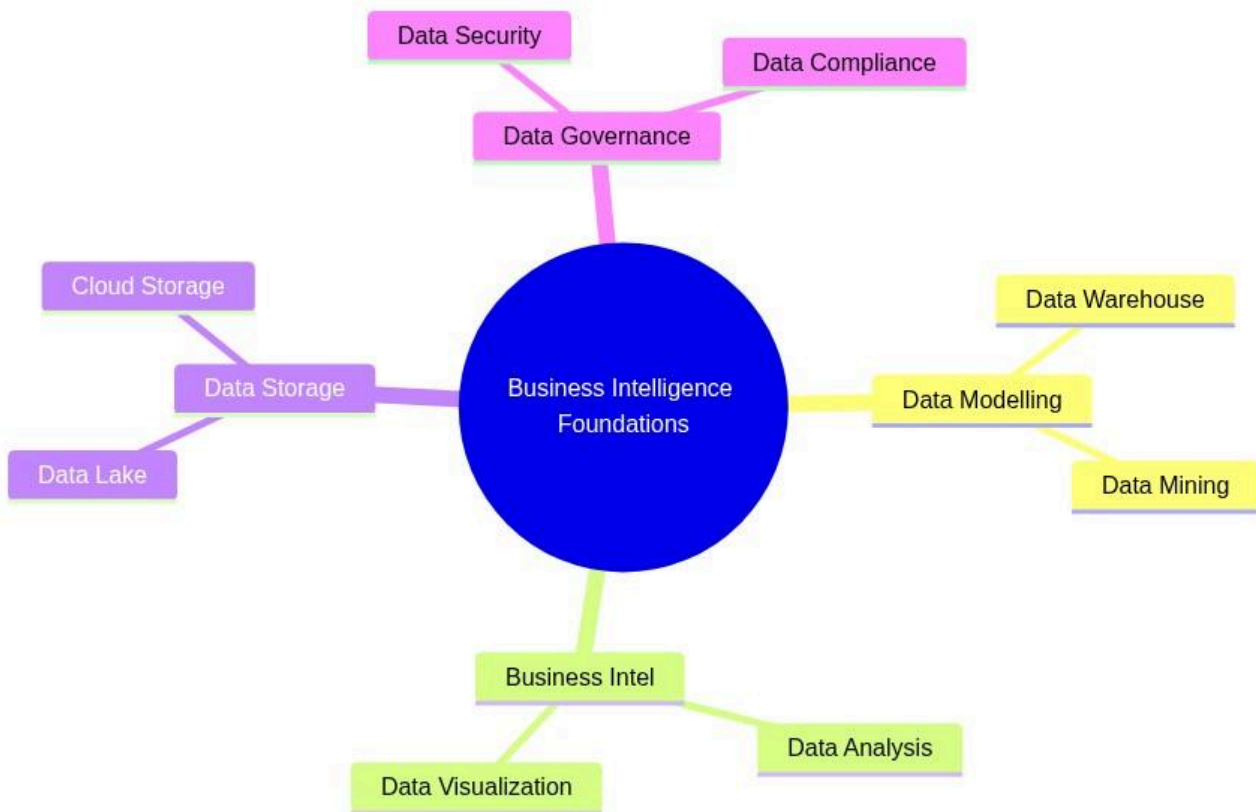 Data Security
Data Compliance
Data Governance
Cloud Storage
Data Warehouse
Data Storage
Business Intelligence
Foundations
Data Modelling
Data Lake
Data Mining
Business Intel
Data Analysis
Data Visualization